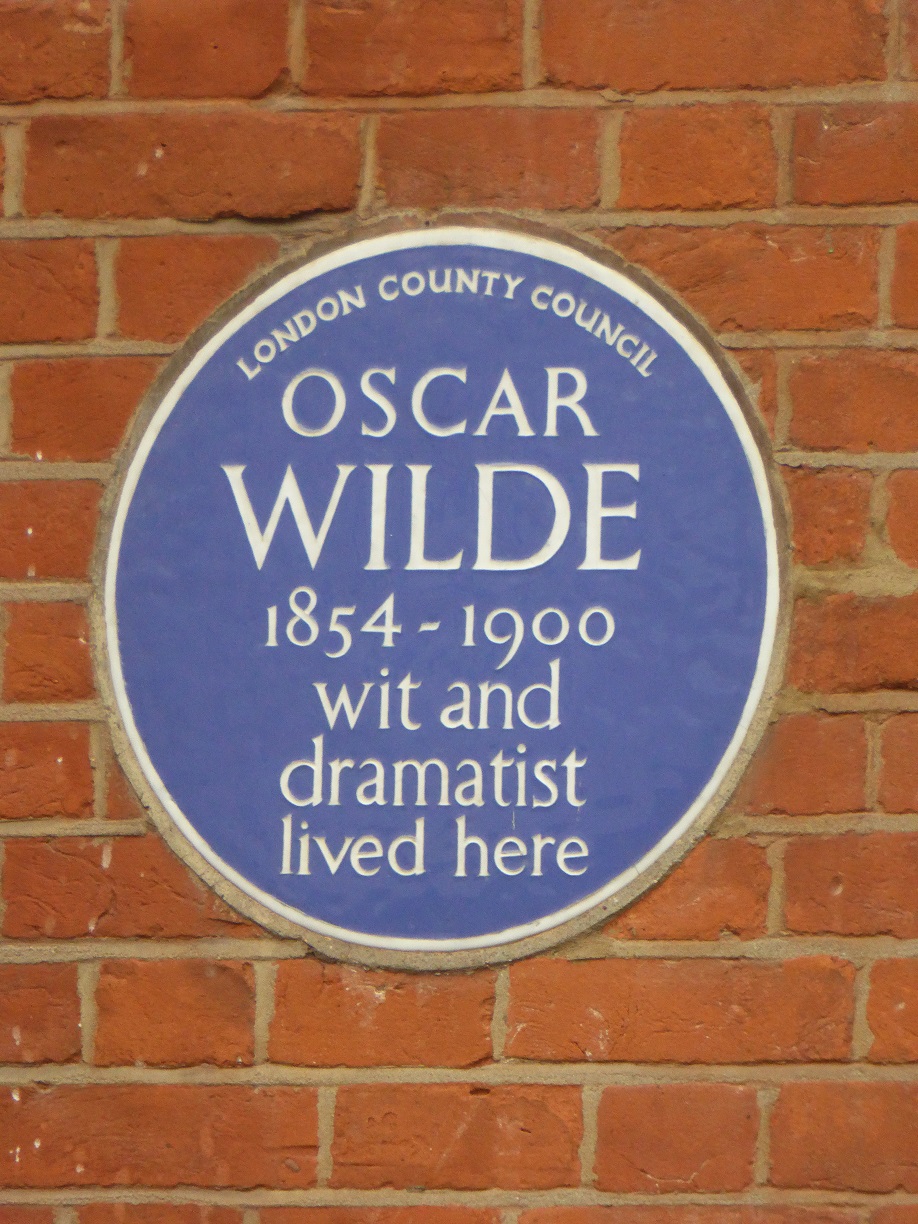 LONDON COUNTY COUNCIL
OSCAR
WILDE
1854 - 1900
wit and
dramatist
lived here